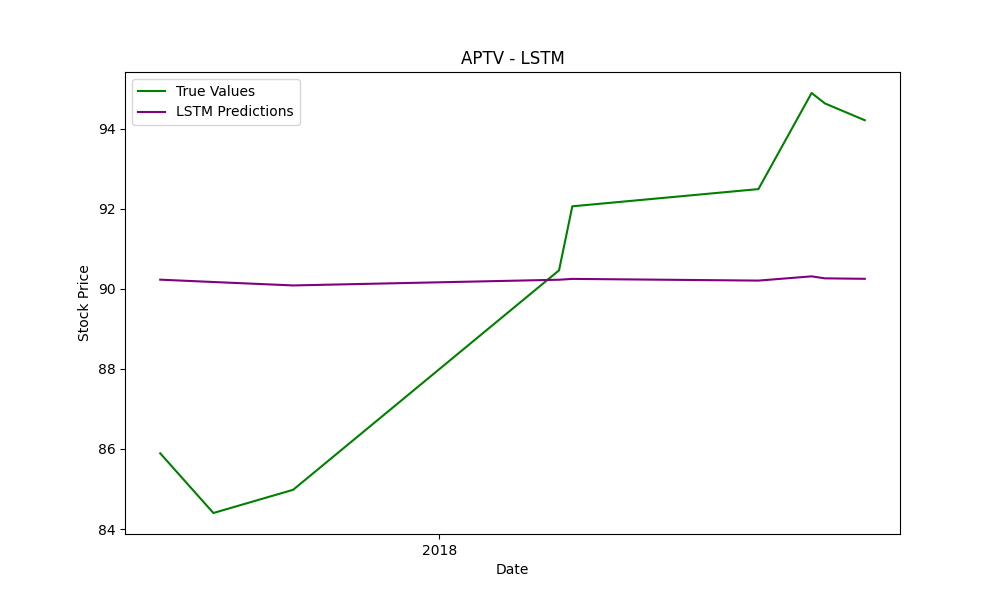 APTV - LSTM
True Values
LSTM Predictions
94
92
90
88
86
84
Stock Price
2018
Date